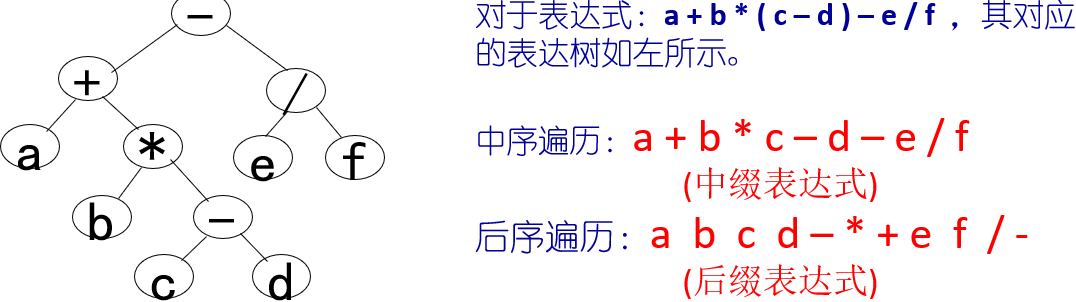 −
+
/
a
*
e
f
b
−
c
d
对于表达式：a+b*(c–d)–e/f ，其对应
的表达树如左所示。
中序遍历：a + b * c – d – e / f
(中缀表达式)
后序遍历：a b c d – * + e f / -
(后缀表达式)